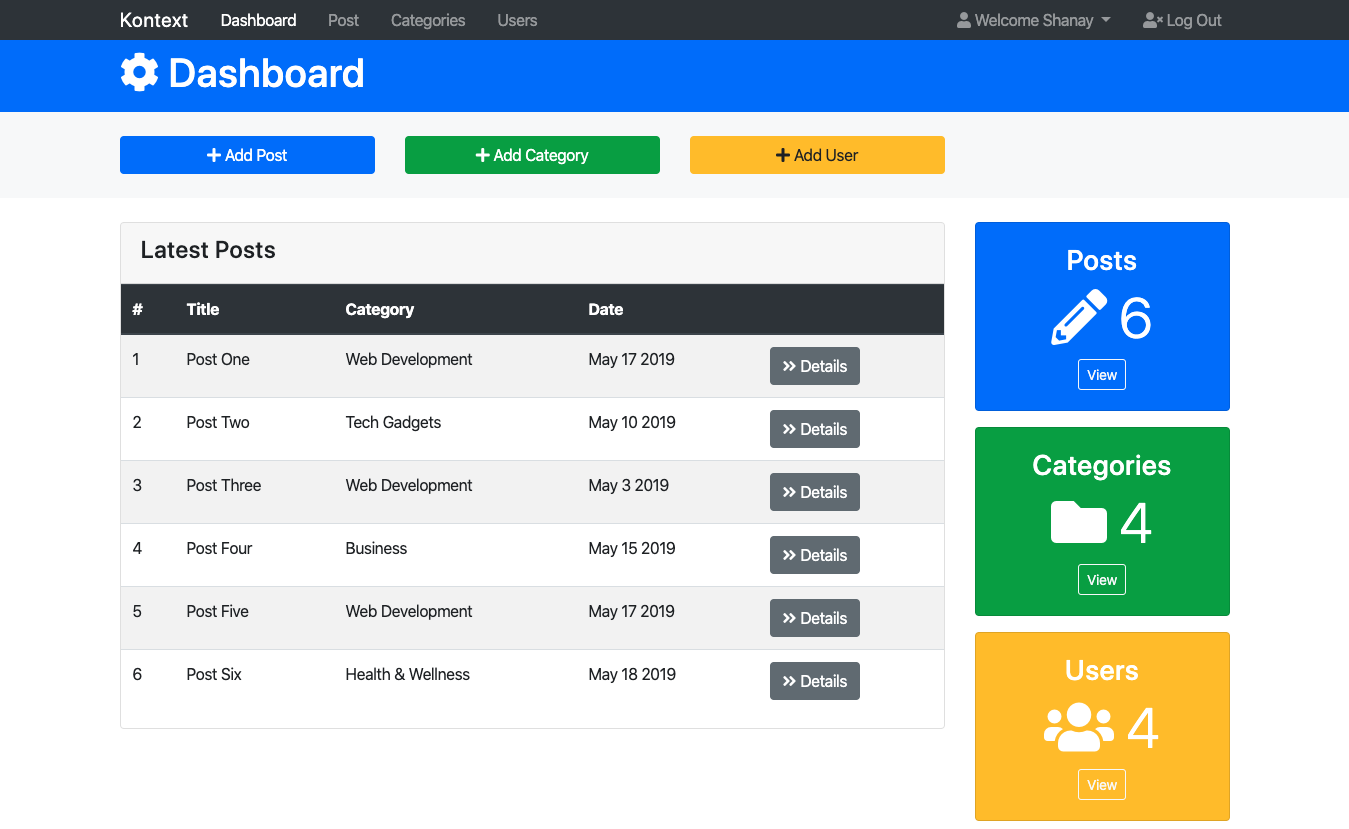 Kontext Dashboard Post Categories Users Welcome Shanay Log Out
Dashboard
Add Post Add Category Add User
Latest Posts
# Title Category Date
1 Post One Web Development May 17 2019 Details
2 Post Two Tech Gadgets May 10 2019 Details
3 Post Three Web Development May 3 2019 Details
4 Post Four Business May 15 2019 Details
5 Post Five Web Development May 17 2019 Details
6 Post Six Health & Wellness May 18 2019 Details
Posts
6
View
Categories
4
View
Users
4
View